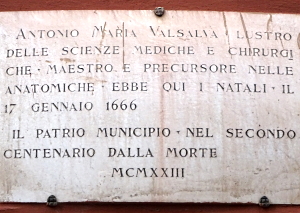 ANTONIO MARIA VALSALVA • LUSTRO
DELLE SCIENZE MEDICHE E CHIRURGI
CHE • MAESTRO E PRECURSORE NELLE
ANATOMICHE • EBBE QUI I NATALI • IL
17 GENNAIO 1666
IL PATRIO MUNICIPIO • NEL SECONDO
CENTENARIO DALLA MORTE
MCMXXIII